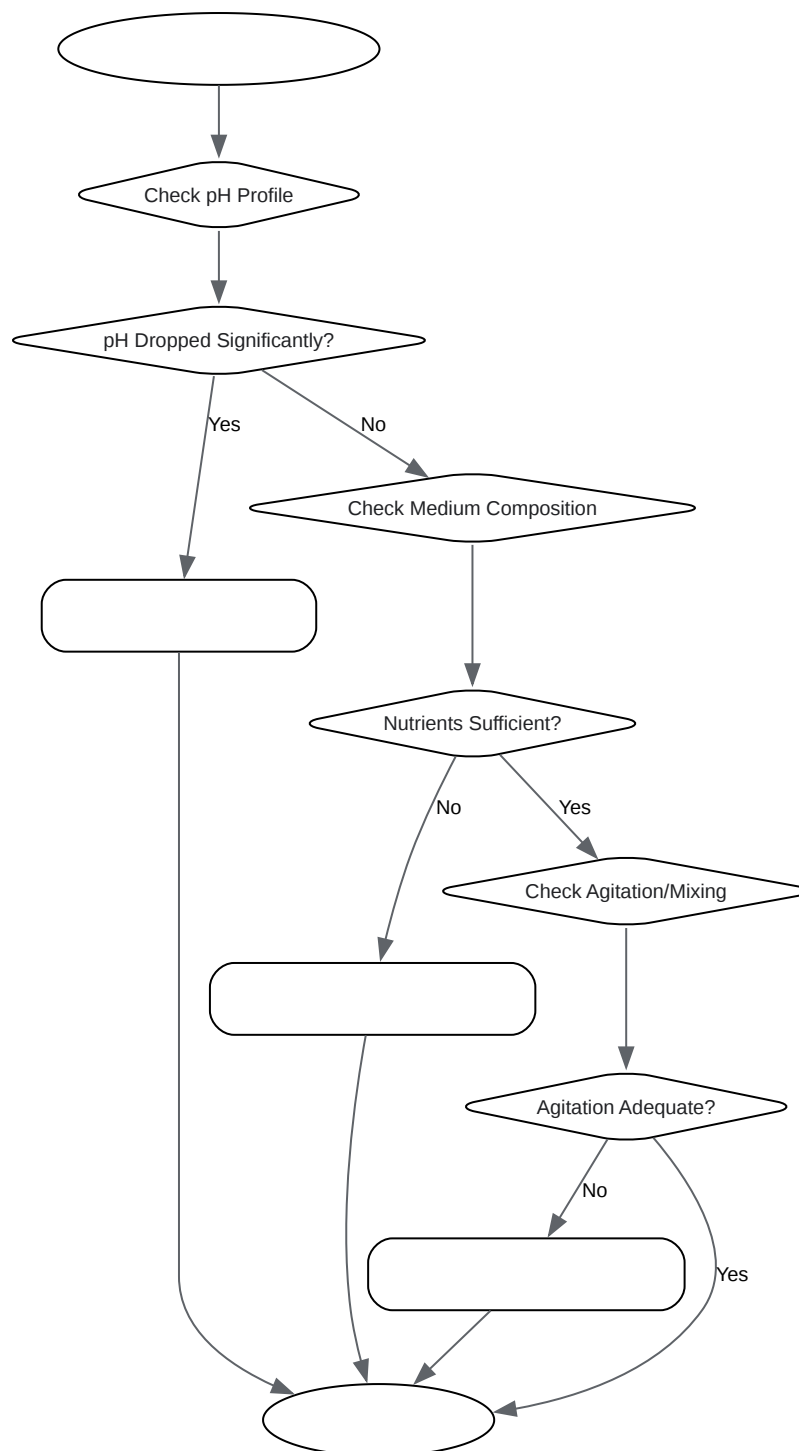 Check pH Profile
pH Dropped Significantly?
Yes
No
Check Medium Composition
Nutrients Sufficient?
No
Yes
Check Agitation/Mixing
Agitation Adequate?
No
Yes